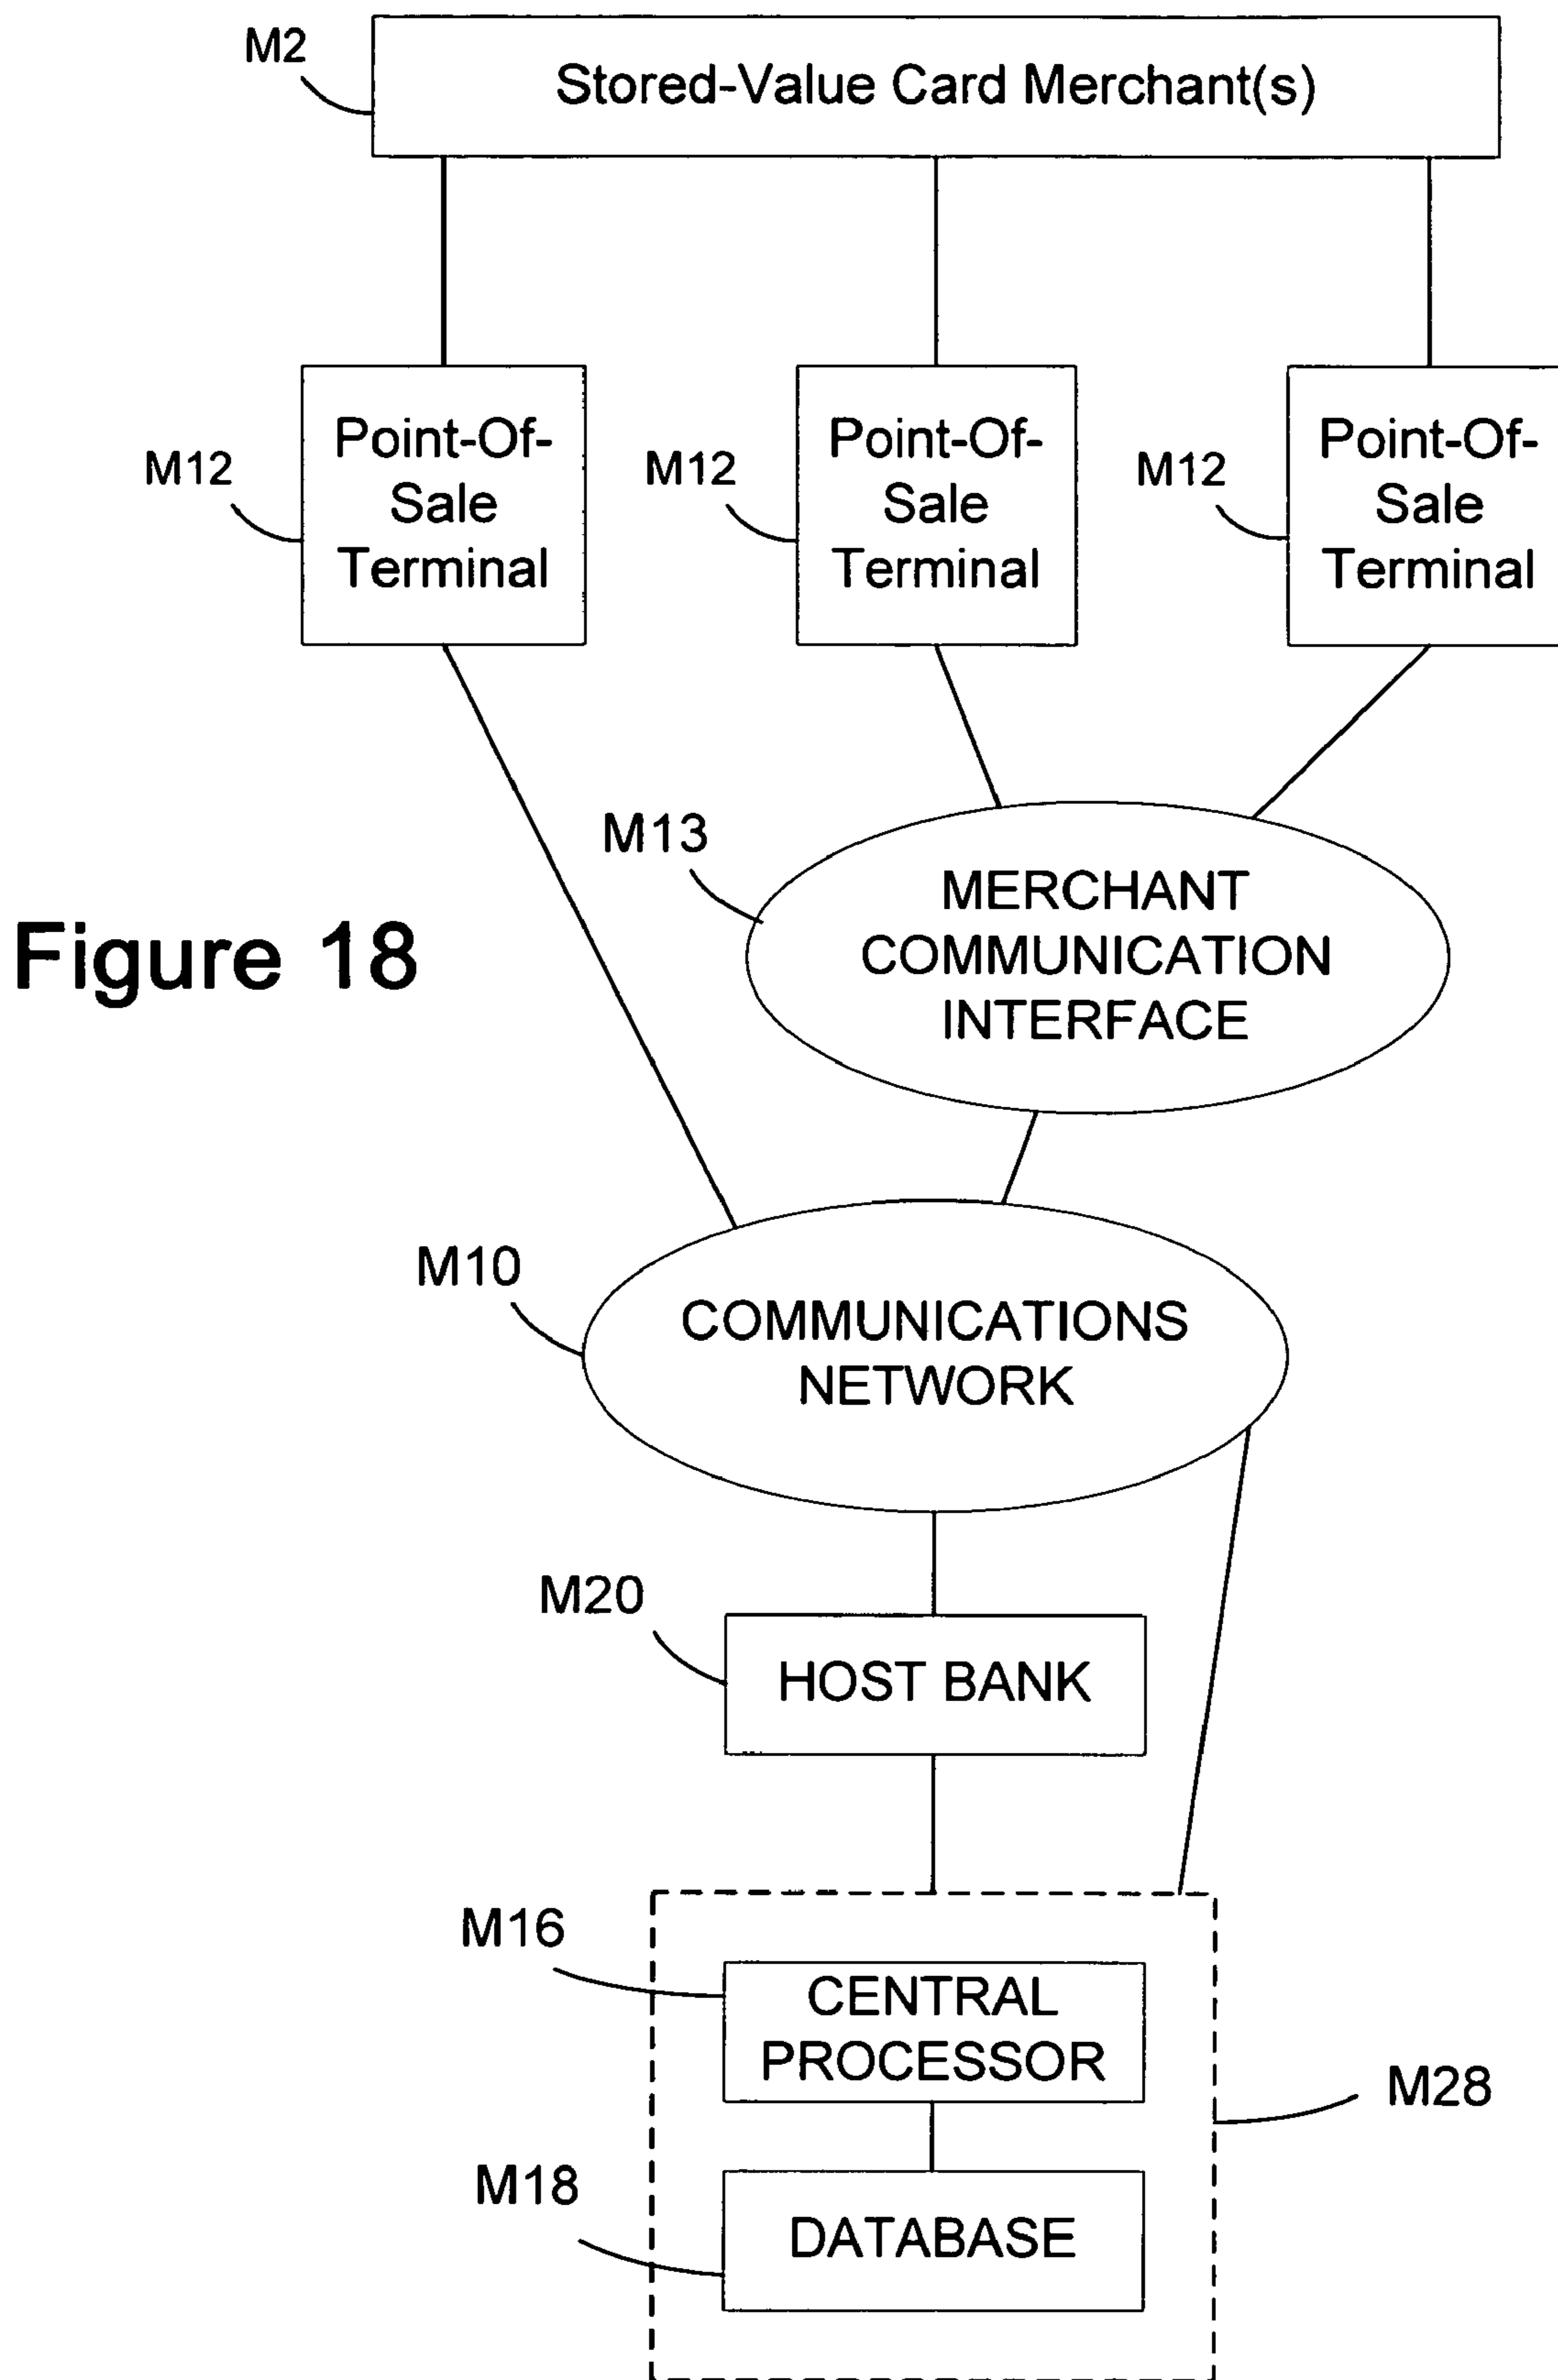 M2
Stored-Value Card Merchant(s)
Point-Of-
Sale
Terminal
M12
Point-Of-
Sale
Terminal
M12
Point-Of-
Sale
Terminal
M12
M13
MERCHANT
COMMUNICATION
INTERFACE
Figure 18
M10
COMMUNICATIONS
NETWORK
M20
HOST BANK
M16
CENTRAL
PROCESSOR
M28
M18
DATABASE